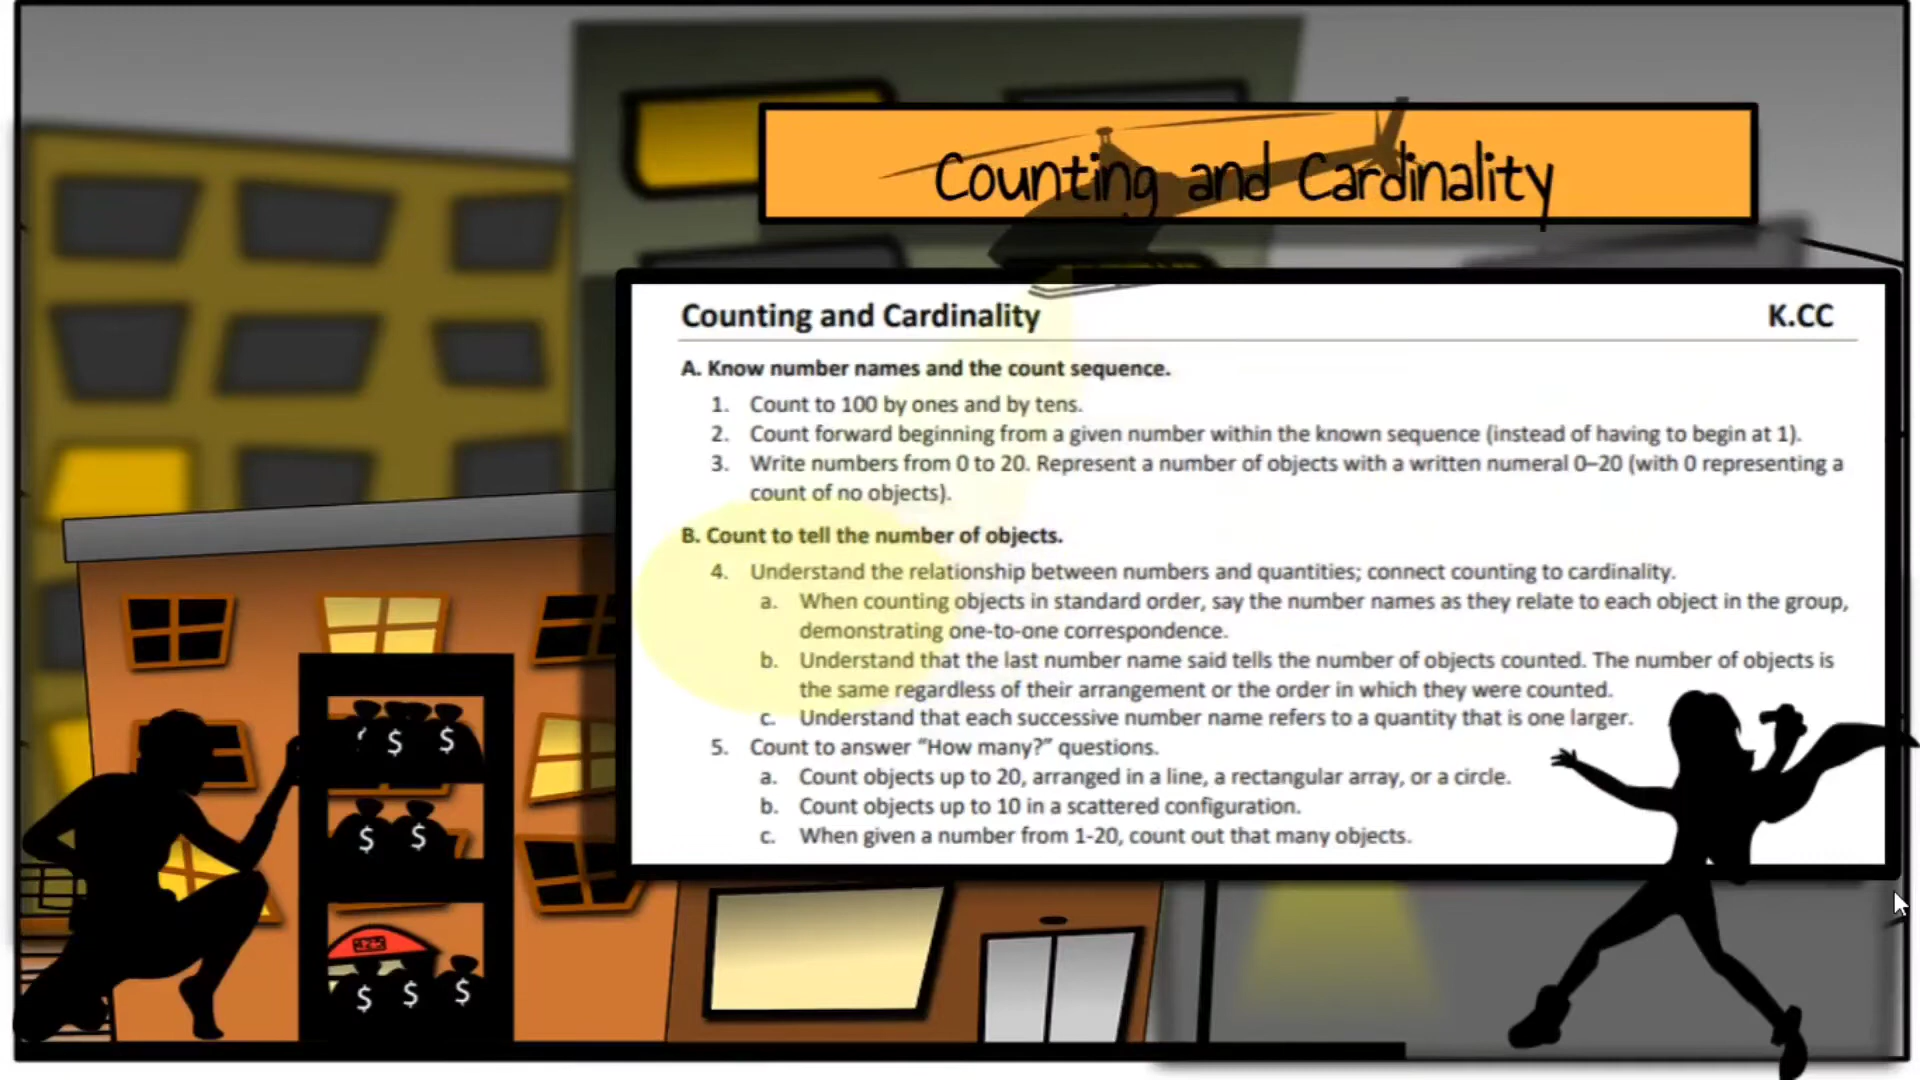 Counting and Cardinality
Counting and Cardinality K.CC
A. Know number names and the count sequence.
1. Count to 100 by ones and by tens.
2. Count forward beginning from a given number within the known sequence (instead of having to begin at 1).
3. Write numbers from 0 to 20. Represent a number of objects with a written numeral 0–20 (with 0 representing a
count of no objects).
B. Count to tell the number of objects.
4. Understand the relationship between numbers and quantities; connect counting to cardinality.
a. When counting objects in standard order, say the number names as they relate to each object in the group,
demonstrating one-to-one correspondence.
b. Understand that the last number name said tells the number of objects counted. The number of objects is
the same regardless of their arrangement or the order in which they were counted.
c. Understand that each successive number name refers to a quantity that is one larger.
5. Count to answer “How many?” questions.
a. Count objects up to 20, arranged in a line, a rectangular array, or a circle.
b. Count objects up to 10 in a scattered configuration.
c. When given a number from 1-20, count out that many objects.
$ $
$ $
$ $ $